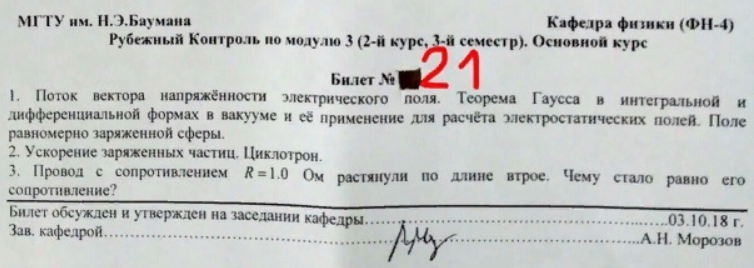 МГТУ им. Н.Э.Баумана Кафедра физики (ФН-4)
Рубежный Контроль по модулю 3 (2-й курс, 3-й семестр). Основной курс
Билет № 21
1. Поток вектора напряжённости электрического поля. Теорема Гаусса в интегральной и
дифференциальной формах в вакууме и её применение для расчёта электростатических полей. Поле
равномерно заряженной сферы.
2. Ускорение заряженных частиц. Циклотрон.
3. Провод с сопротивлением R=1.0 Ом растянули по длине втрое. Чему стало равно его
сопротивление?
Билет обсужден и утвержден на заседании кафедры……………………………………03.10.18 г.
Зав. кафедрой……………………………………………………А.Н. Морозов